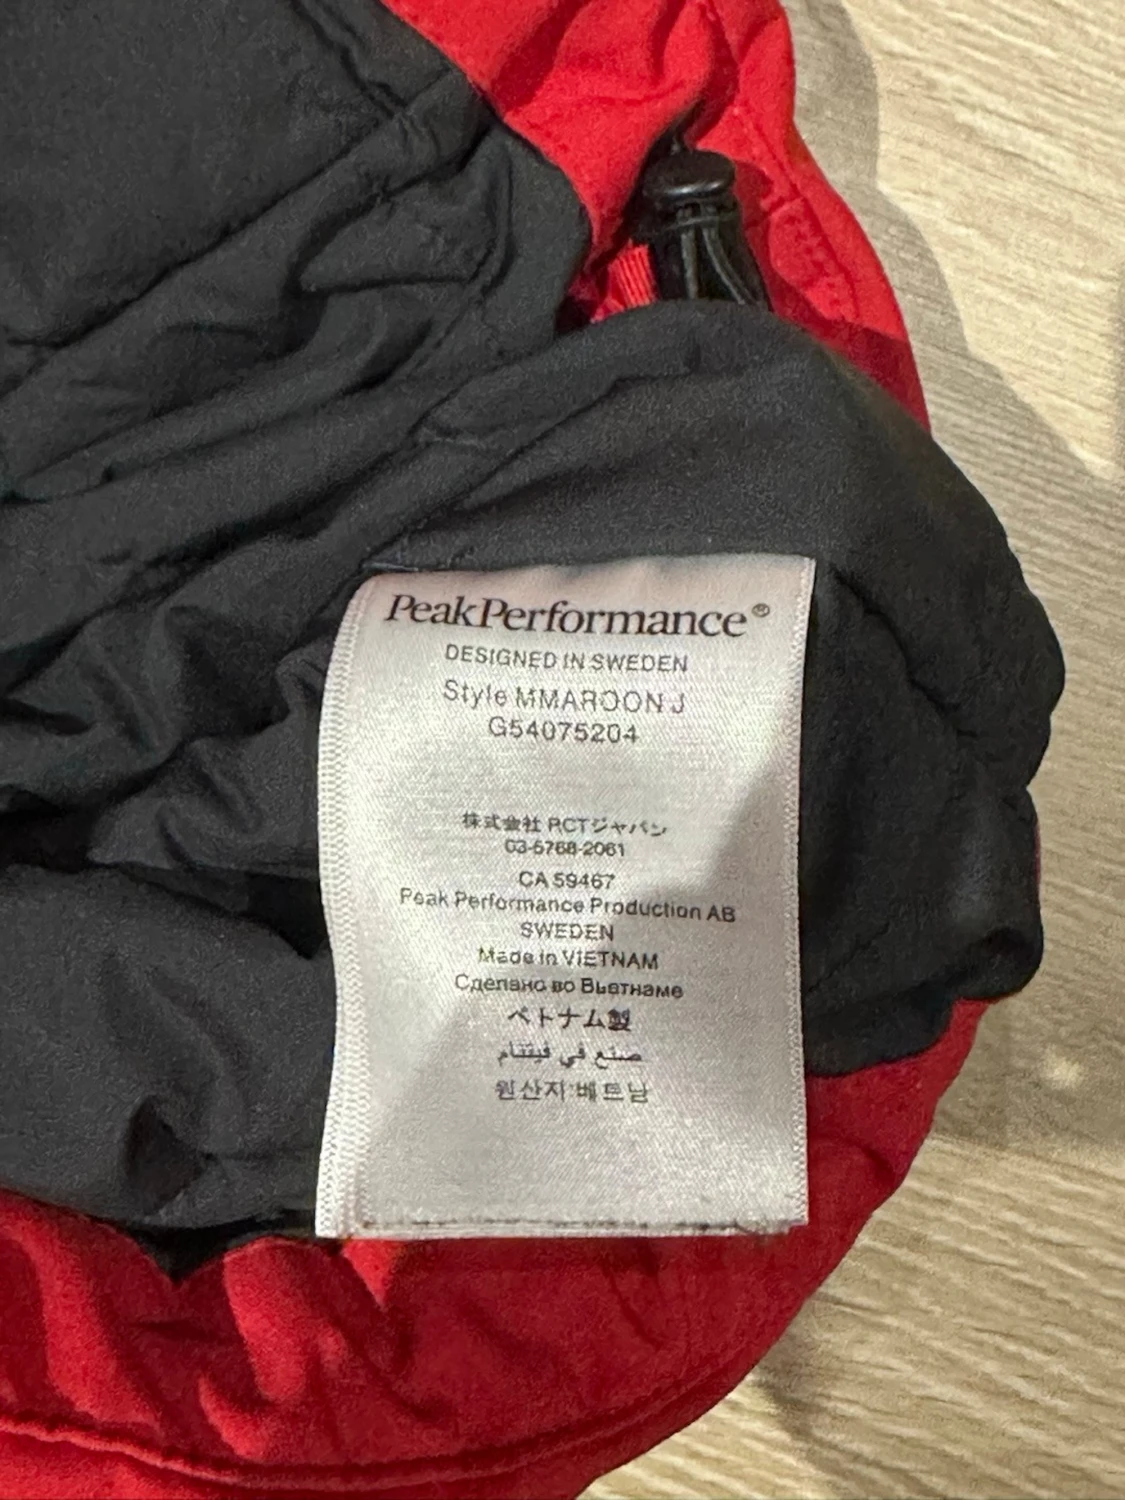 PeakPerformance®
DESIGNED IN SWEDEN
Style MMAROON J
G54075204
株式会社 RCTジャパン
03-5768-2061
CA 59467
Peak Performance Production AB
SWEDEN
Made in VIETNAM
Сделано во Вьетнаме
ベトナム製
صنع في فيتنام
원산지:베트남